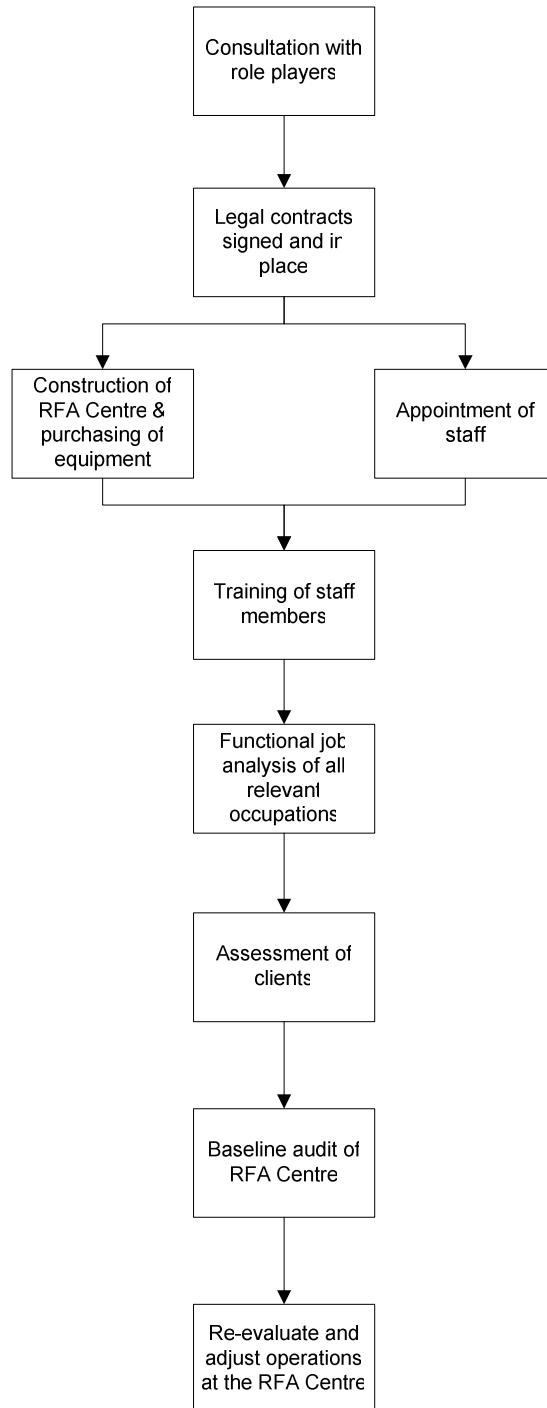 Consultation with
role players
Legal contracts
signed and in
place
Construction of
RFA Centre &
purchasing of
equipment
Appointment of
staff
Training of staff
members
Functional job
analysis of all
relevant
occupations
Assessment of
clients
Baseline audit of
RFA Centre
Re-evaluate and
adjust operations
at the RFA Centre